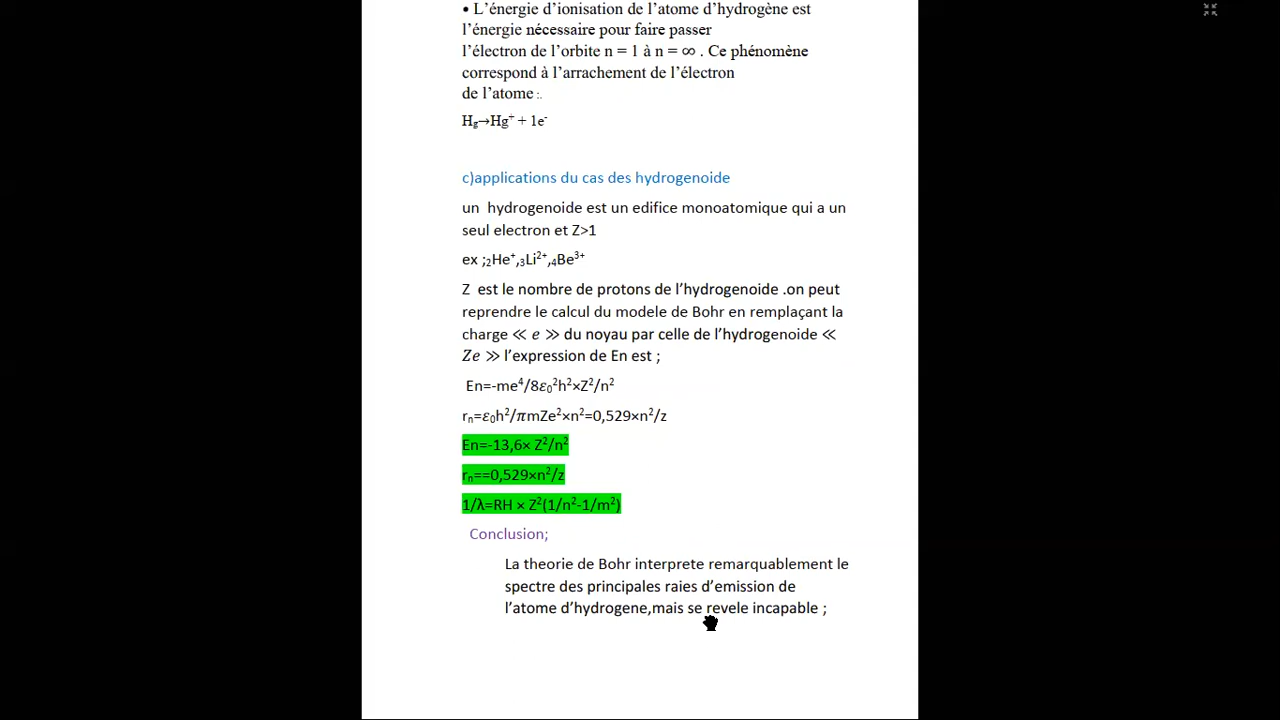 • L’énergie d’ionisation de l’atome d’hydrogène est
l’énergie nécessaire pour faire passer
l’électron de l’orbite n = 1 à n = ∞ . Ce phénomène
correspond à l’arrachement de l’électron
de l’atome :.
Hg→Hg⁺ + 1e⁻
c)applications du cas des hydrogenoide
un  hydrogenoide est un edifice monoatomique qui a un
seul electron et Z>1
ex ;₂He⁺,₃Li²⁺,₄Be³⁺
Z  est le nombre de protons de l’hydrogenoide .on peut
reprendre le calcul du modele de Bohr en remplaçant la
charge ≪ 𝑒 ≫ du noyau par celle de l’hydrogenoide ≪
𝑍𝑒 ≫ l’expression de En est ;
En=-me⁴/8𝜀₀²h²×Z²/n²
rₙ=𝜀₀h²/𝜋mZe²×n²=0,529×n²/z
En=-13,6× Z²/n²
rₙ==0,529×n²/z
1/λ=RH × Z²(1/n²-1/m²)
Conclusion;
La theorie de Bohr interprete remarquablement le
spectre des principales raies d’emission de
l’atome d’hydrogene,mais se revele incapable ;